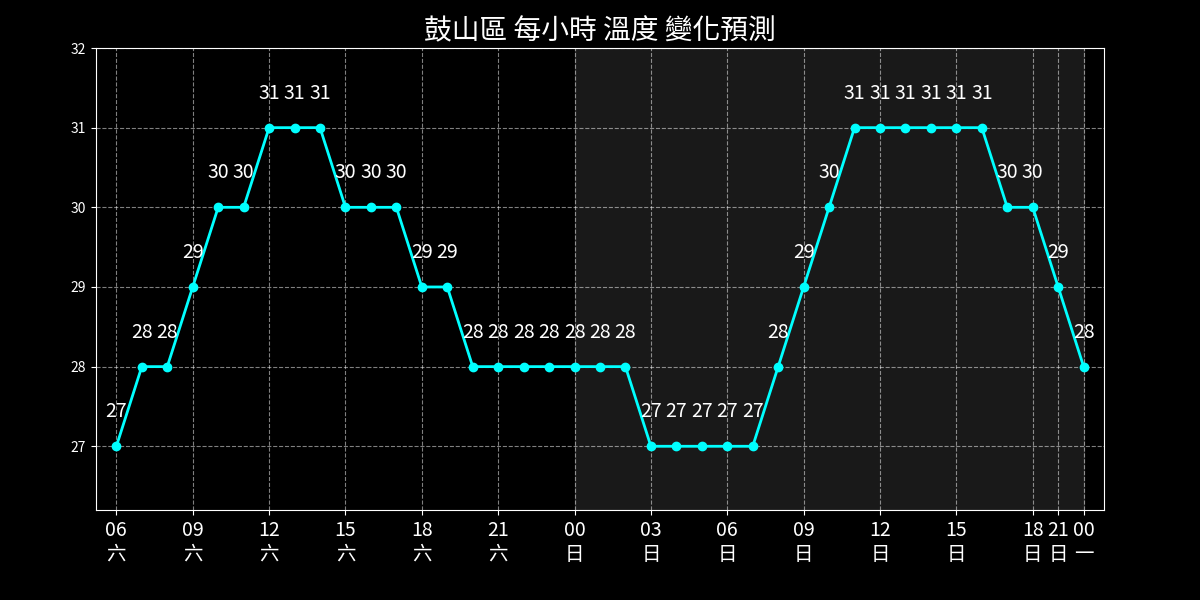 鼓山區 每小時 溫度 變化預測
32
31 31 31 31 31 31 31 31 31
31
30 30 30 30 30 30 30 30
30
29 29 29 29 29
29
28 28 28 28 28 28 28 28 28 28 28
28
27 27 27 27 27 27
27
06 09 12 15 18 21 00 03 06 09 12 15 18 21 00
六 六 六 六 六 六 日 日 日 日 日 日 日 日 一